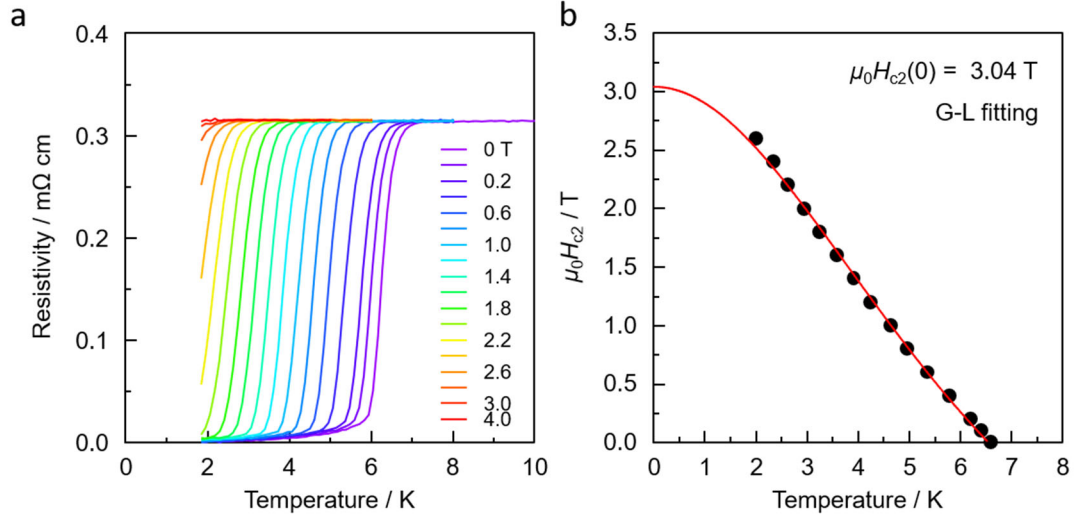 a
0.4
0.3
0.2
0.1
0.0
Resistivity / mΩ cm
0 T
0.2
0.6
1.0
1.4
1.8
2.2
2.6
3.0
4.0
0 2 4 6 8 10
Temperature / K
b
3.5
3.0
2.5
2.0
1.5
1.0
0.5
0.0
μ₀Hc2 / T
μ₀Hc2(0) = 3.04 T
G-L fitting
0 1 2 3 4 5 6 7 8
Temperature / K